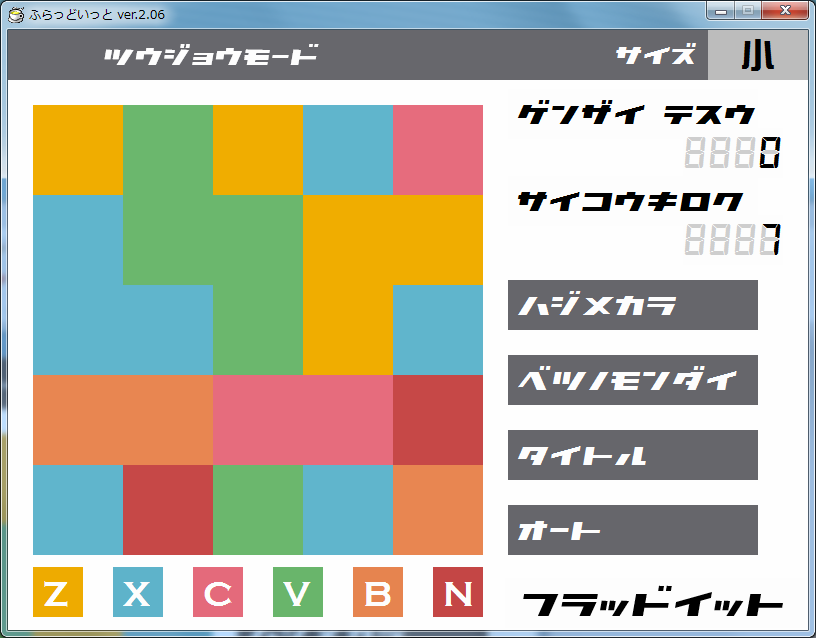 ふらっどいっと ver.2.06
ツウジョウモード サイズ 小
ゲンザイ テスウ
0
サイコウキロク
7
ハジメカラ
ベツノモンダイ
タイトル
オート
Z X C V B N
フラッドイット